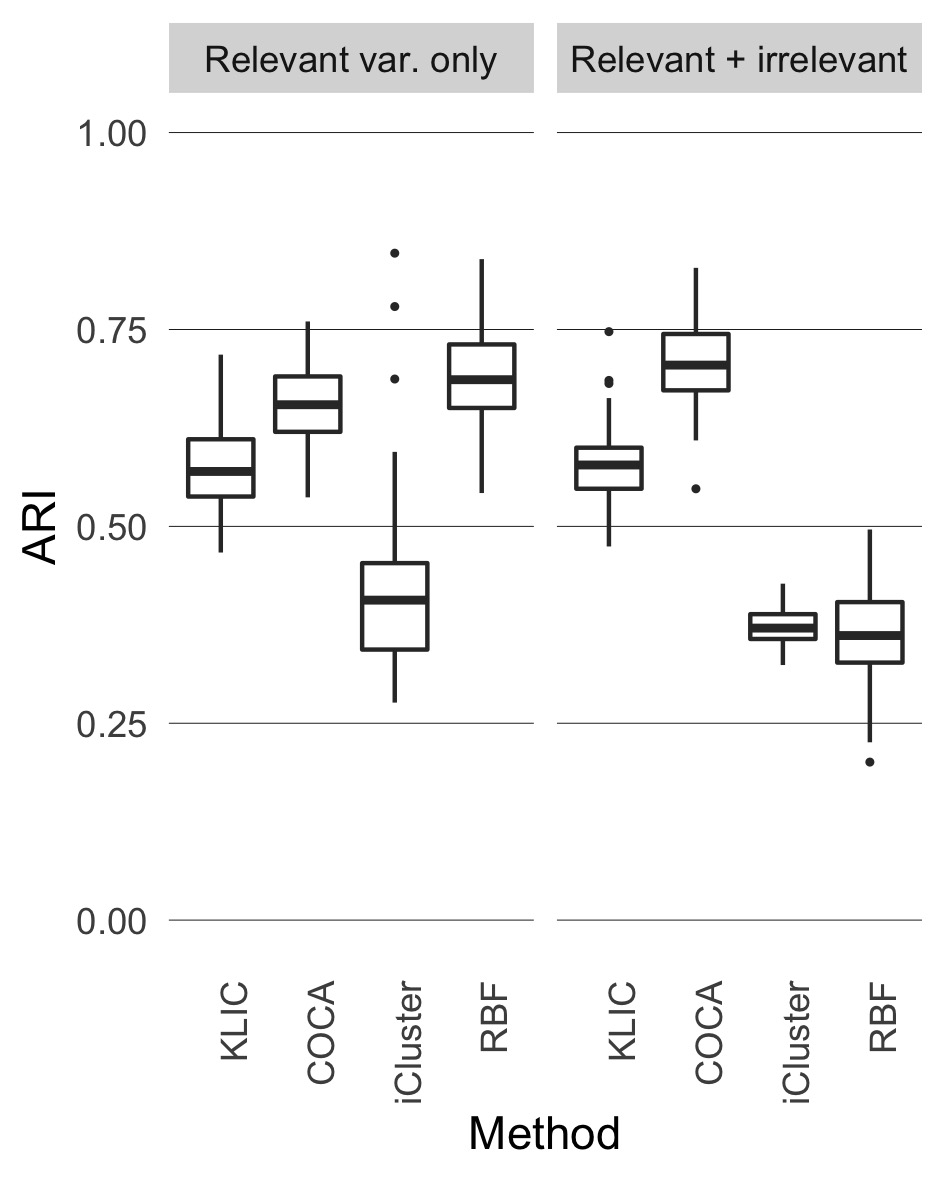 Relevant var. only
Relevant + irrelevant
1.00
0.75
0.50
0.25
0.00
ARI
KLIC
COCA
iCluster
RBF
KLIC
COCA
iCluster
RBF
Method